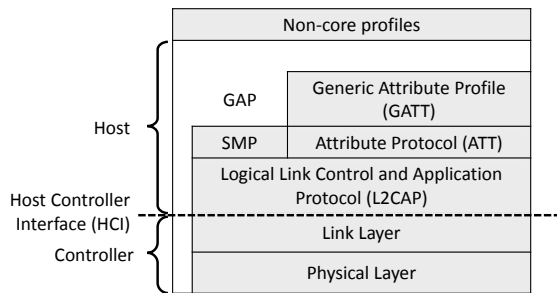 Non-core profiles
GAP
Generic Attribute Profile
(GATT)
Host
SMP
Attribute Protocol (ATT)
Logical Link Control and Application
Protocol (L2CAP)
Host Controller
Interface (HCI)
Link Layer
Controller
Physical Layer